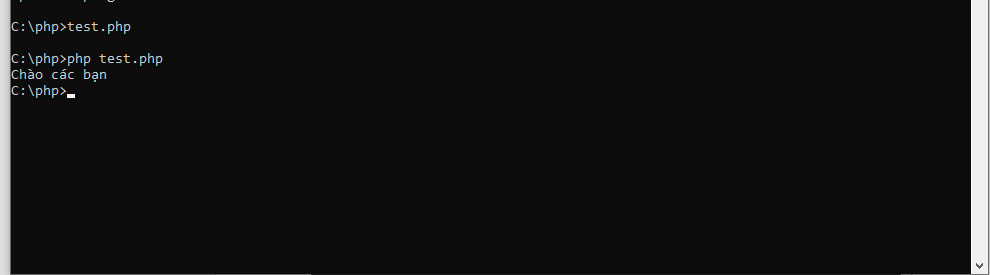 C:\php>test.php
C:\php>php test.php
Chào các bạn
C:\php>